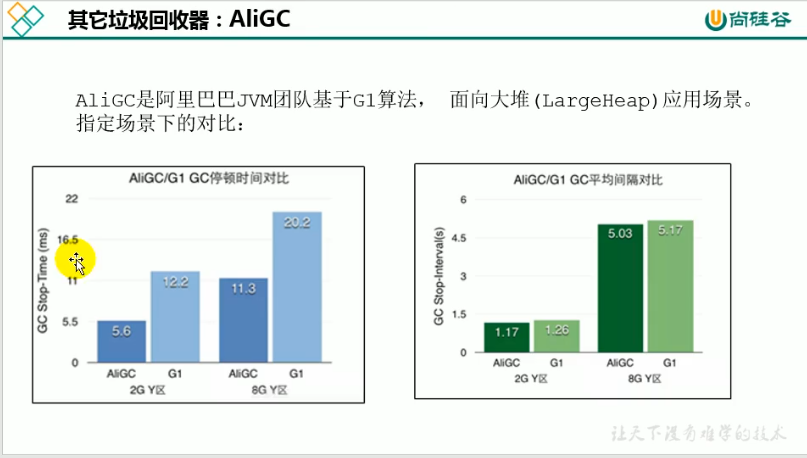 其它垃圾回收器：AliGC
尚硅谷
AliGC是阿里巴巴JVM团队基于G1算法， 面向大堆(LargeHeap)应用场景。
指定场景下的对比：
AliGC/G1 GC停顿时间对比
GC Stop-Time (ms)
22
16.5
11
5.5
0
5.6
12.2
11.3
20.2
AliGC
G1
AliGC
G1
2G Y区
8G Y区
AliGC/G1 GC平均间隔对比
GC Stop-Interval(s)
6
4.5
3
1.5
0
1.17
1.26
5.03
5.17
AliGC
G1
AliGC
G1
2G Y区
8G Y区
让天下没有难学的技术